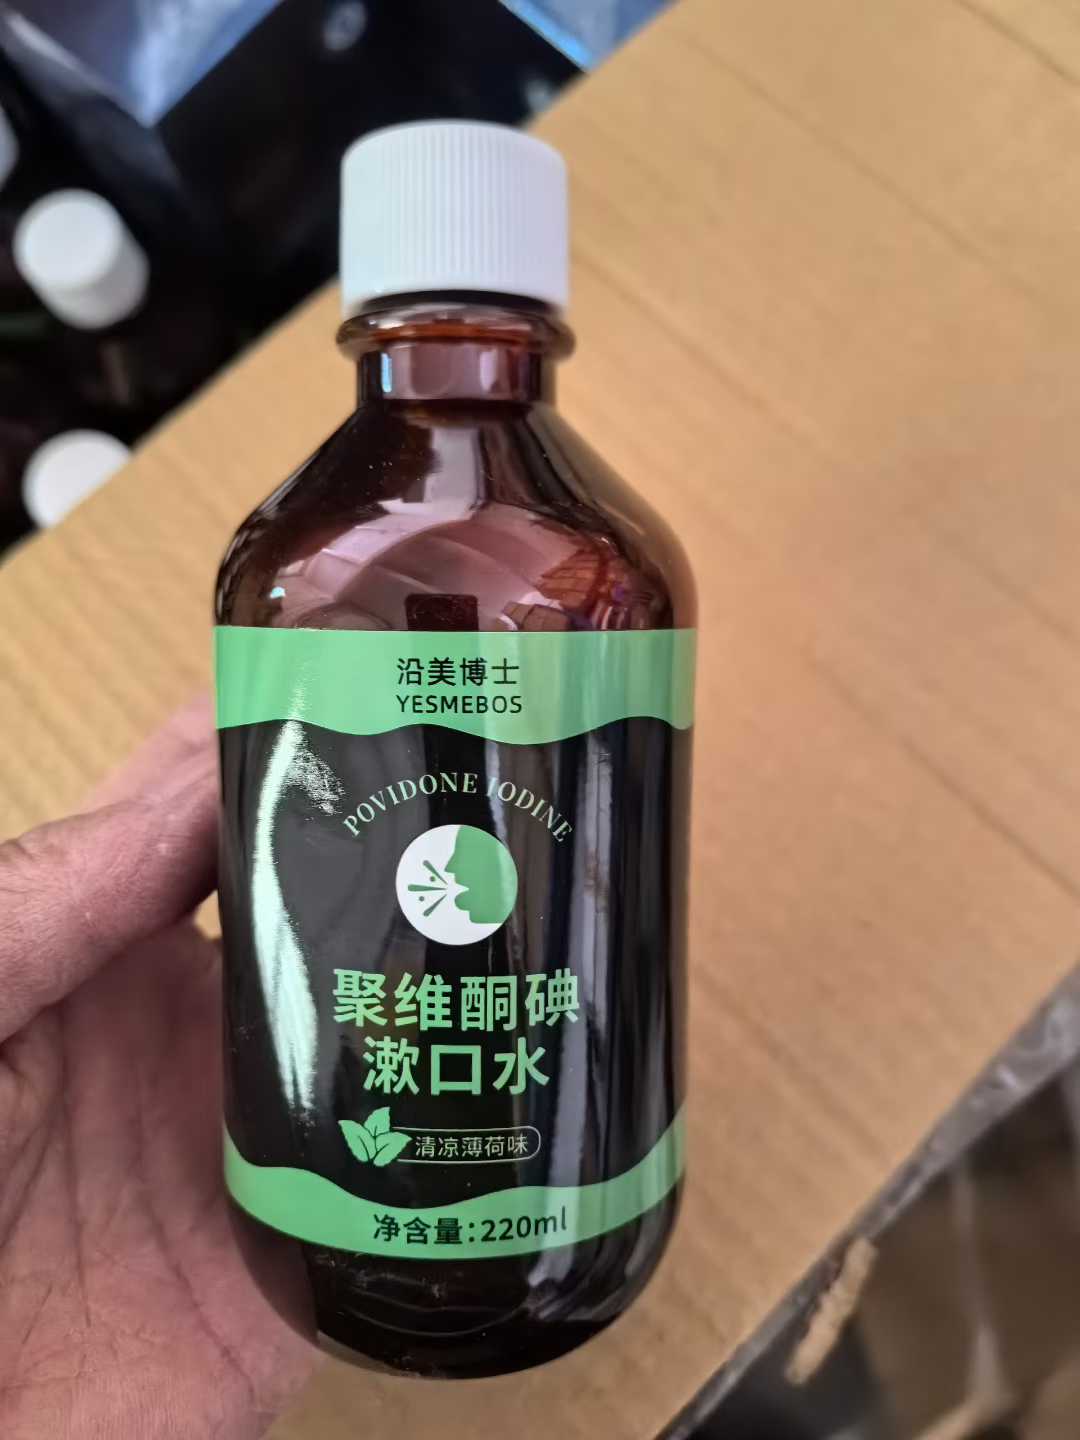 沿美博士
YESMEBOS
POVIDONE IODINE
聚维酮碘
漱口水
清凉薄荷味
净含量:220ml